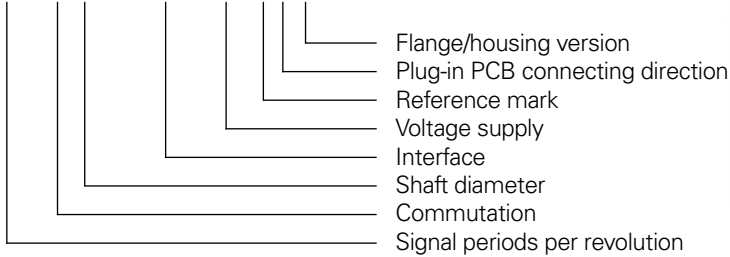 Flange/housing version
Plug-in PCB connecting direction
Reference mark
Voltage supply
Interface
Shaft diameter
Commutation
Signal periods per revolution